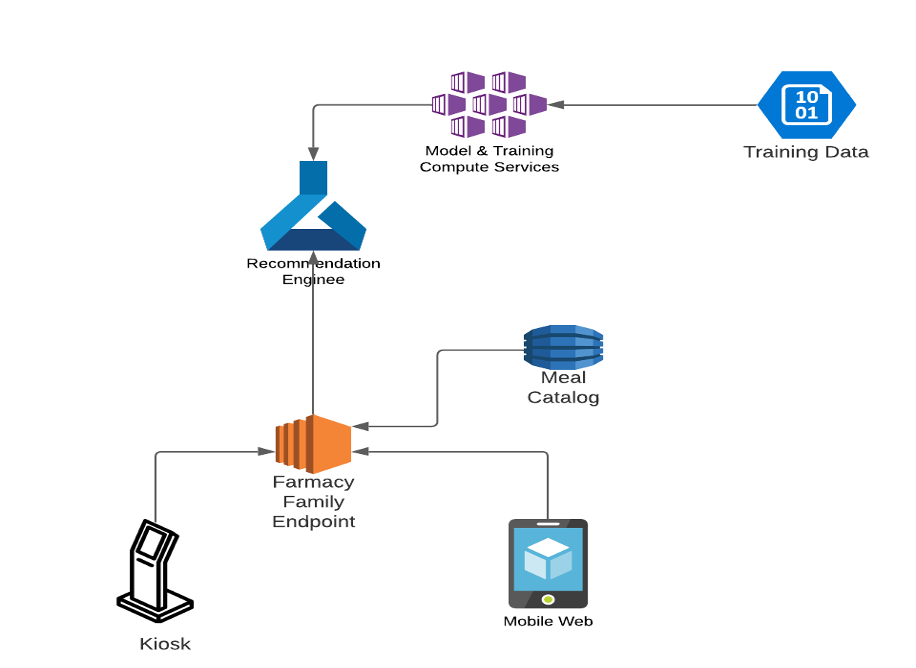 10
01
Model & Training
Compute Services
Training Data
Recommendation
Enginee
Meal
Catalog
Farmacy
Family
Endpoint
Kiosk
Mobile Web